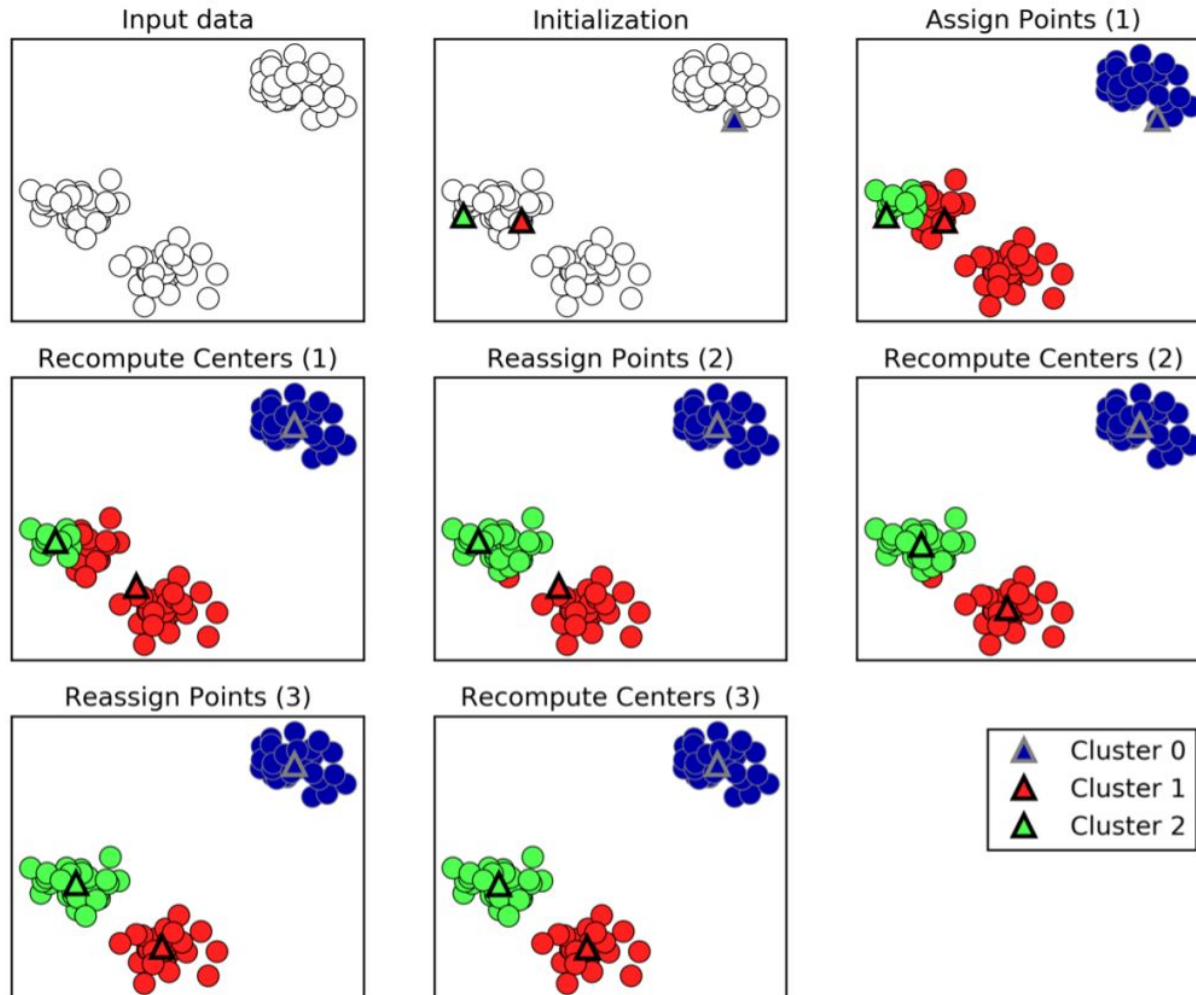 Input data
Initialization
Assign Points (1)
Recompute Centers (1)
Reassign Points (2)
Recompute Centers (2)
Reassign Points (3)
Recompute Centers (3)
Cluster 0
Cluster 1
Cluster 2